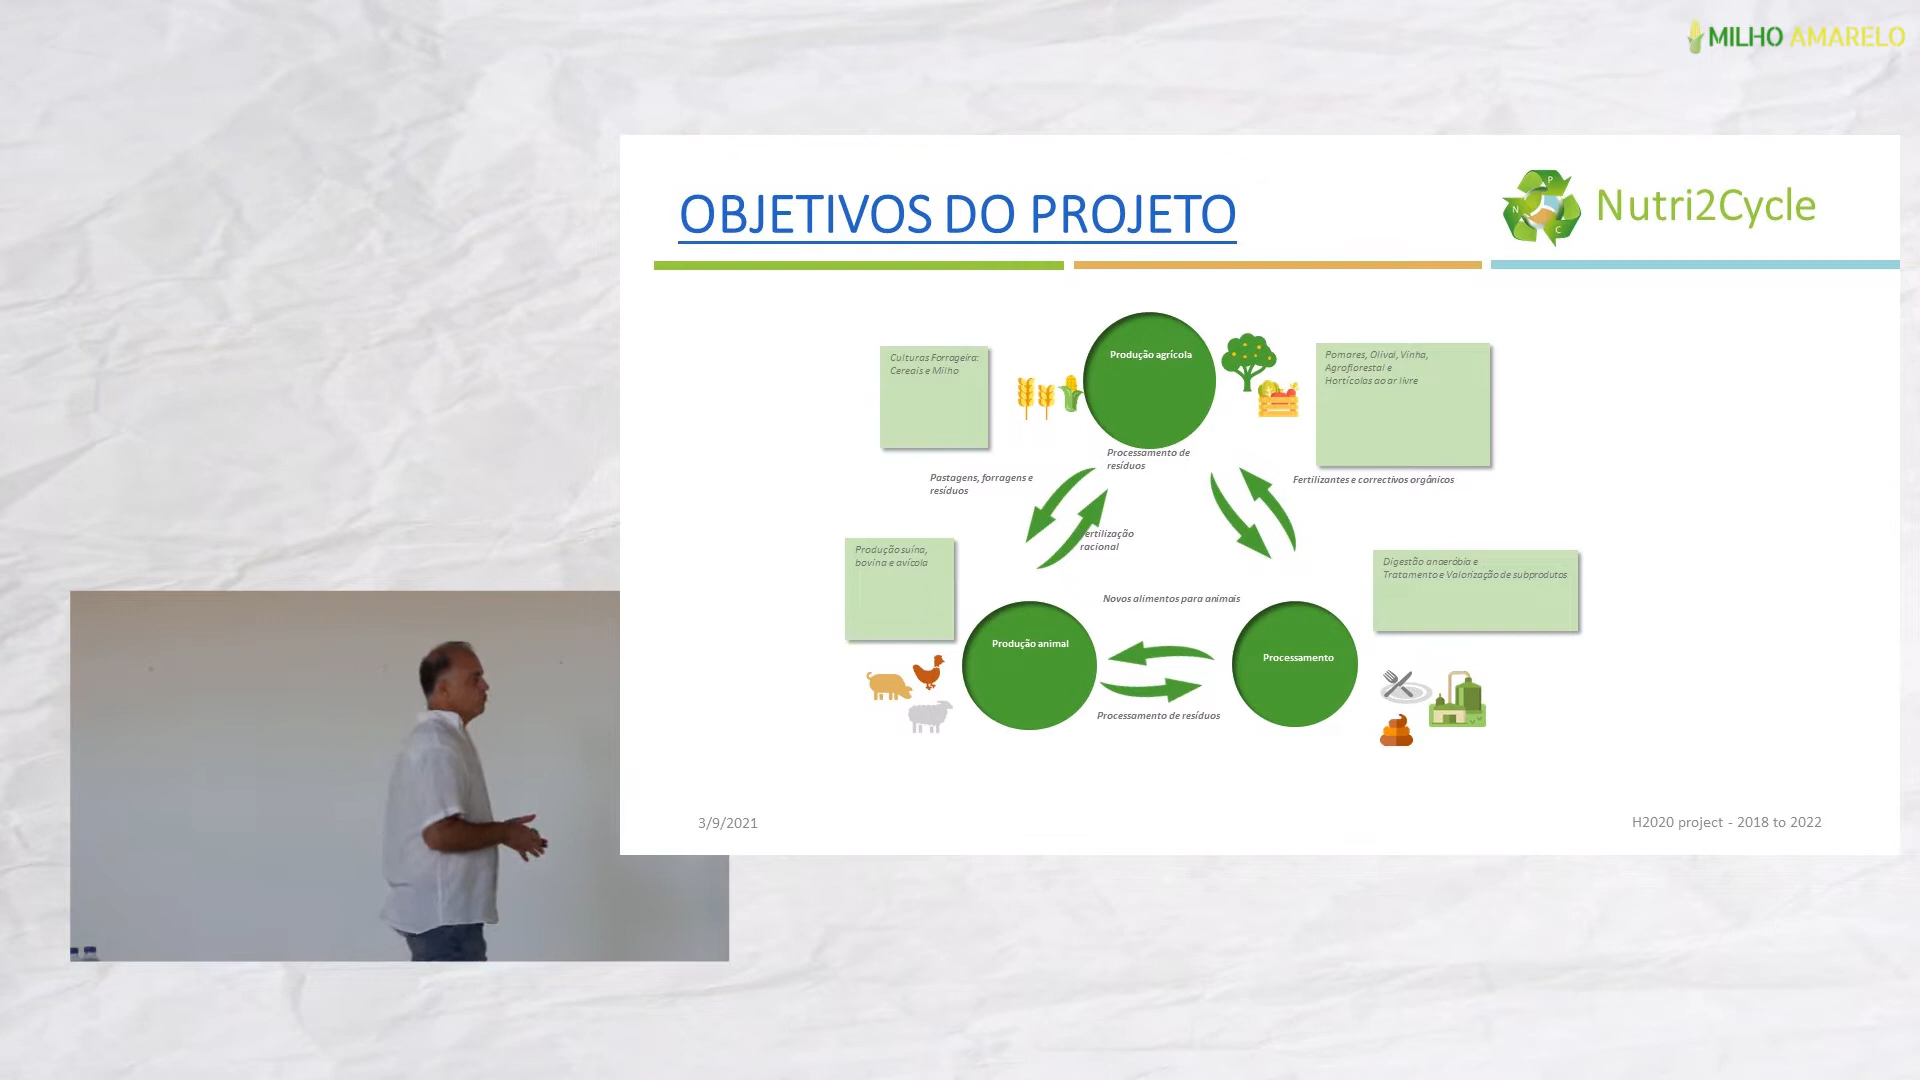 MILHO AMARELO
OBJETIVOS DO PROJETO
P
N
C
Nutri2Cycle
Produção agrícola
Culturas Forrageira:
Cereais e Milho
Pomares, Olival, Vinha,
Agroflorestal e
Hortícolas ao ar livre
Processamento de
resíduos
Pastagens, forragens e
resíduos
Fertilizantes e correctivos orgânicos
Fertilização
racional
Produção suína,
bovina e avícola
Digestão anaeróbia e
Tratamento e Valorização de subprodutos
Novos alimentos para animais
Produção animal
Processamento
Processamento de resíduos
3/9/2021
H2020 project - 2018 to 2022